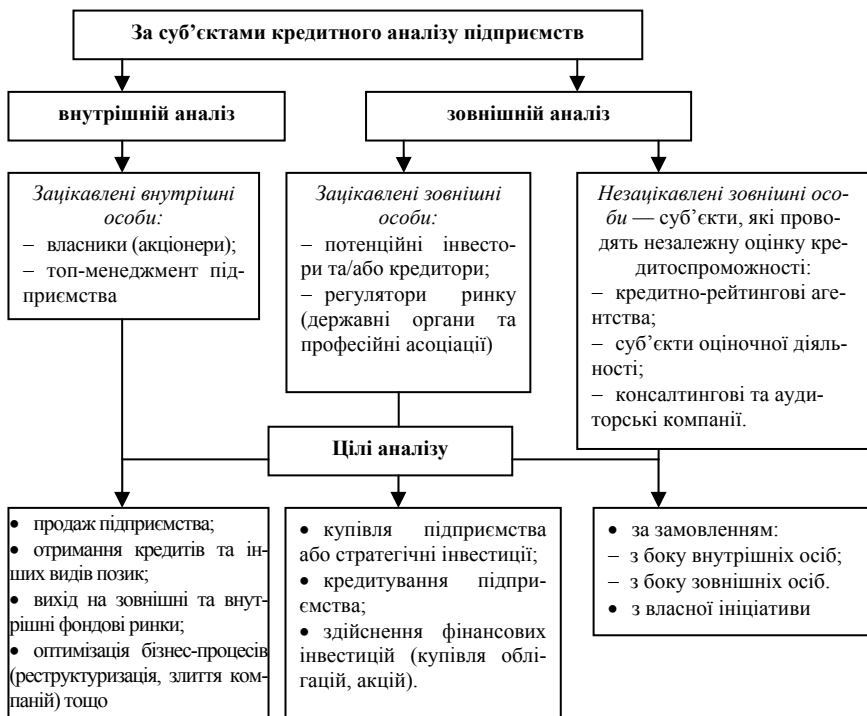 За суб’єктами кредитного аналізу підприємств
внутрішній аналіз
зовнішній аналіз
Зацікавлені внутрішні
особи:
– власники (акціонери);
– топ-менеджмент під-
приємства
Зацікавлені зовнішні
особи:
– потенційні інвесто-
ри та/або кредитори;
– регулятори ринку
(державні органи та
професійні асоціації)
Незацікавлені зовнішні осо-
би — суб’єкти, які прово-
дять незалежну оцінку кре-
дитоспроможності:
– кредитно-рейтингові аге-
нтства;
– суб’єкти оціночної діяль-
ності;
– консалтингові та ауди-
торські компанії.
Цілі аналізу
• продаж підприємства;
• отримання кредитів та ін-
ших видів позик;
• вихід на зовнішні та внут-
рішні фондові ринки;
• оптимізація бізнес-процесів
(реструктуризація, злиття ком-
паній) тощо
• купівля підприємства
або стратегічні інвестиції;
• кредитування підпри-
ємства;
• здійснення фінансових
інвестицій (купівля облі-
гацій, акцій).
• за замовленням:
– з боку внутрішніх осіб;
– з боку зовнішніх осіб.
• з власної ініціативи